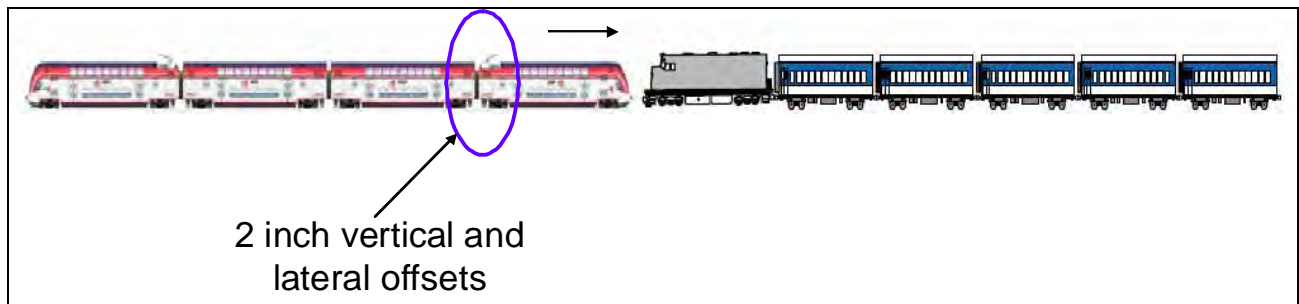 2 inch vertical and
lateral offsets